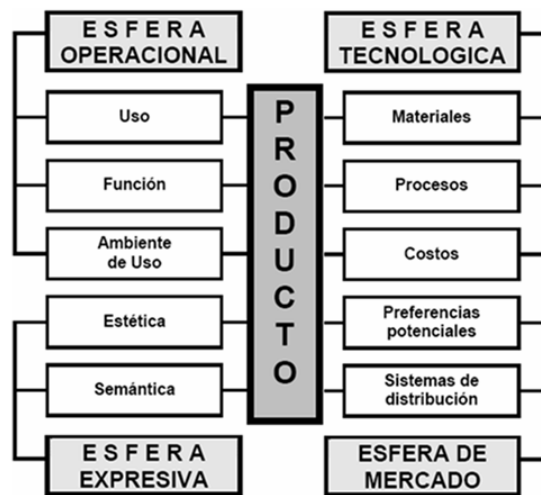 ESFERA
OPERACIONAL
Uso
Función
Ambiente
de Uso
Estética
Semántica
ESFERA
EXPRESIVA
PRODUCTO
ESFERA
TECNOLOGICA
Materiales
Procesos
Costos
Preferencias
potenciales
Sistemas de
distribución
ESFERA DE
MERCADO